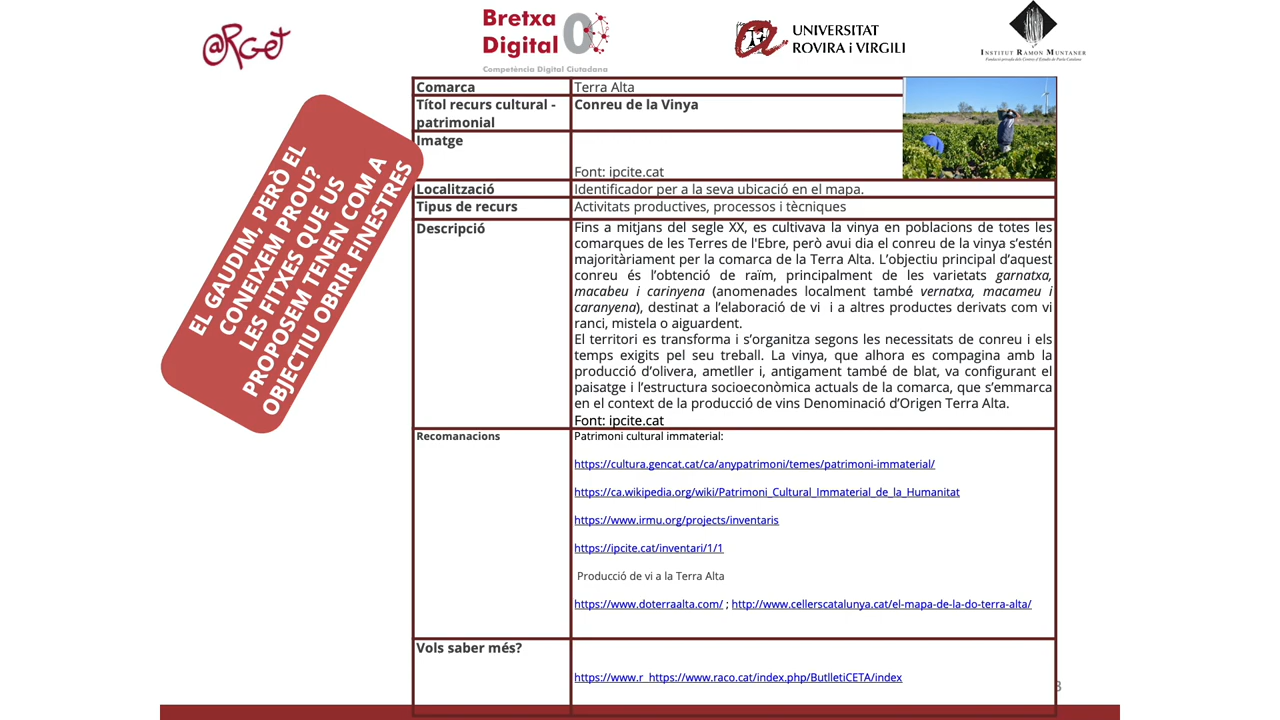 @RGET
Bretxa
Digital 0
Competència Digital Ciutadana
UNIVERSITAT
ROVIRA i VIRGILI
INSTITUT RAMON MUNTANER
Fundació privada dels Centres d'Estudis de Parla Catalana
EL GAUDIM, PERÒ EL
CONEIXEM PROU?
LES FITXES QUE US
PROPOSEM TENEN COM A
OBJECTIU OBRIR FINESTRES
Comarca
Terra Alta
Títol recurs cultural -
patrimonial
Conreu de la Vinya
Imatge
Font: ipcite.cat
Localització
Identificador per a la seva ubicació en el mapa.
Tipus de recurs
Activitats productives, processos i tècniques
Descripció
Fins a mitjans del segle XX, es cultivava la vinya en poblacions de totes les
comarques de les Terres de l'Ebre, però avui dia el conreu de la vinya s’estén
majoritàriament per la comarca de la Terra Alta. L’objectiu principal d’aquest
conreu és l’obtenció de raïm, principalment de les varietats garnatxa,
macabeu i carinyena (anomenades localment també vernatxa, macameu i
caranyena), destinat a l’elaboració de vi  i a altres productes derivats com vi
ranci, mistela o aiguardent.
El territori es transforma i s’organitza segons les necessitats de conreu i els
temps exigits pel seu treball. La vinya, que alhora es compagina amb la
producció d’olivera, ametller i, antigament també de blat, va configurant el
paisatge i l’estructura socioeconòmica actuals de la comarca, que s’emmarca
en el context de la producció de vins Denominació d’Origen Terra Alta.
Font: ipcite.cat
Recomanacions
Patrimoni cultural immaterial:
https://cultura.gencat.cat/ca/anypatrimoni/temes/patrimoni-immaterial/
https://ca.wikipedia.org/wiki/Patrimoni_Cultural_Immaterial_de_la_Humanitat
https://www.irmu.org/projects/inventaris
https://ipcite.cat/inventari/1/1
Producció de vi a la Terra Alta
https://www.doterraalta.com/ ; http://www.cellerscatalunya.cat/el-mapa-de-la-do-terra-alta/
Vols saber més?
https://www.r  https://www.raco.cat/index.php/ButlletiCETA/index